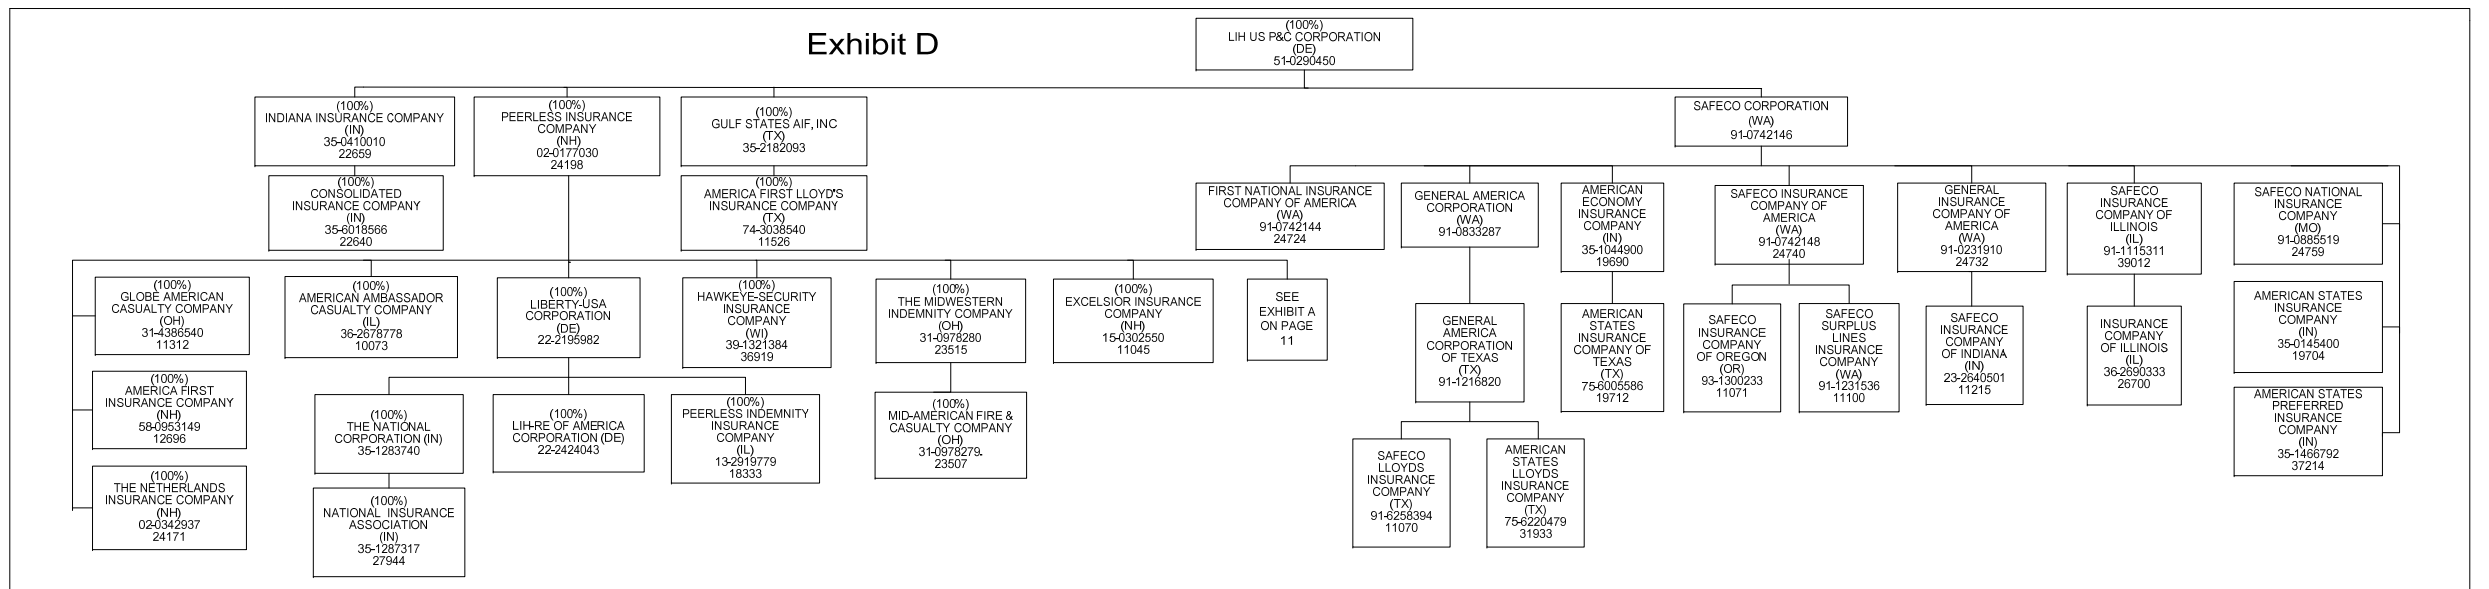 Exhibit D
(100%)
LIH US P&C CORPORATION
(DE)
51-0290450
(100%)
INDIANA INSURANCE COMPANY
(IN)
35-0410010
22659
(100%)
PEERLESS INSURANCE
COMPANY
(NH)
02-0177030
24198
(100%)
GULF STATES AIF, INC
(TX)
35-2182093
SAFECO CORPORATION
(WA)
91-0742146
(100%)
CONSOLIDATED
INSURANCE COMPANY
(IN)
35-6018566
22640
(100%)
AMERICA FIRST LLOYD'S
INSURANCE COMPANY
(TX)
74-3038540
11526
FIRST NATIONAL INSURANCE
COMPANY OF AMERICA
(WA)
91-0742144
24724
GENERAL AMERICA
CORPORATION
(WA)
91-0833287
AMERICAN
ECONOMY
INSURANCE
COMPANY
(IN)
35-1044900
19690
SAFECO INSURANCE
COMPANY OF
AMERICA
(WA)
91-0742148
24740
GENERAL
INSURANCE
COMPANY OF
AMERICA
(WA)
91-0231910
24732
SAFECO
INSURANCE
COMPANY OF
ILLINOIS
(IL)
91-1115311
39012
SAFECO NATIONAL
INSURANCE
COMPANY
(MO)
91-0885519
24759
(100%)
GLOBE AMERICAN
CASUALTY COMPANY
(OH)
31-4386540
11312
(100%)
AMERICAN AMBASSADOR
CASUALTY COMPANY
(IL)
36-2678778
10073
(100%)
LIBERTY-USA
CORPORATION
(DE)
22-2195982
(100%)
HAWKEYE-SECURITY
INSURANCE
COMPANY
(WI)
39-1321384
36919
(100%)
THE MIDWESTERN
INDEMNITY COMPANY
(OH)
31-0978280
23515
(100%)
EXCELSIOR INSURANCE
COMPANY
(NH)
15-0302550
11045
SEE
EXHIBIT A
ON PAGE
11
GENERAL
AMERICA
CORPORATION
OF TEXAS
(TX)
91-1216820
AMERICAN
STATES
INSURANCE
COMPANY OF
TEXAS
(TX)
75-6005586
19712
SAFECO
INSURANCE
COMPANY
OF OREGON
(OR)
93-1300233
11071
SAFECO
SURPLUS
LINES
INSURANCE
COMPANY
(WA)
91-1231536
11100
SAFECO
INSURANCE
COMPANY
OF INDIANA
(IN)
23-2640501
11215
INSURANCE
COMPANY
OF ILLINOIS
(IL)
36-2690333
26700
AMERICAN STATES
INSURANCE
COMPANY
(IN)
35-0145400
19704
(100%)
AMERICA FIRST
INSURANCE COMPANY
(NH)
58-0953149
12696
(100%)
THE NATIONAL
CORPORATION (IN)
35-1283740
(100%)
LIH-RE OF AMERICA
CORPORATION (DE)
22-2424043
(100%)
PEERLESS INDEMNITY
INSURANCE
COMPANY
(IL)
13-2919779
18333
(100%)
MID-AMERICAN FIRE &
CASUALTY COMPANY
(OH)
31-0978279.
23507
AMERICAN STATES
PREFERRED
INSURANCE
COMPANY
(IN)
35-1466792
37214
(100%)
THE NETHERLANDS
INSURANCE COMPANY
(NH)
02-0342937
24171
(100%)
NATIONAL INSURANCE
ASSOCIATION
(IN)
35-1287317
27944
SAFECO
LLOYDS
INSURANCE
COMPANY
(TX)
91-6258394
11070
AMERICAN
STATES
LLOYDS
INSURANCE
COMPANY
(TX)
75-6220479
31933